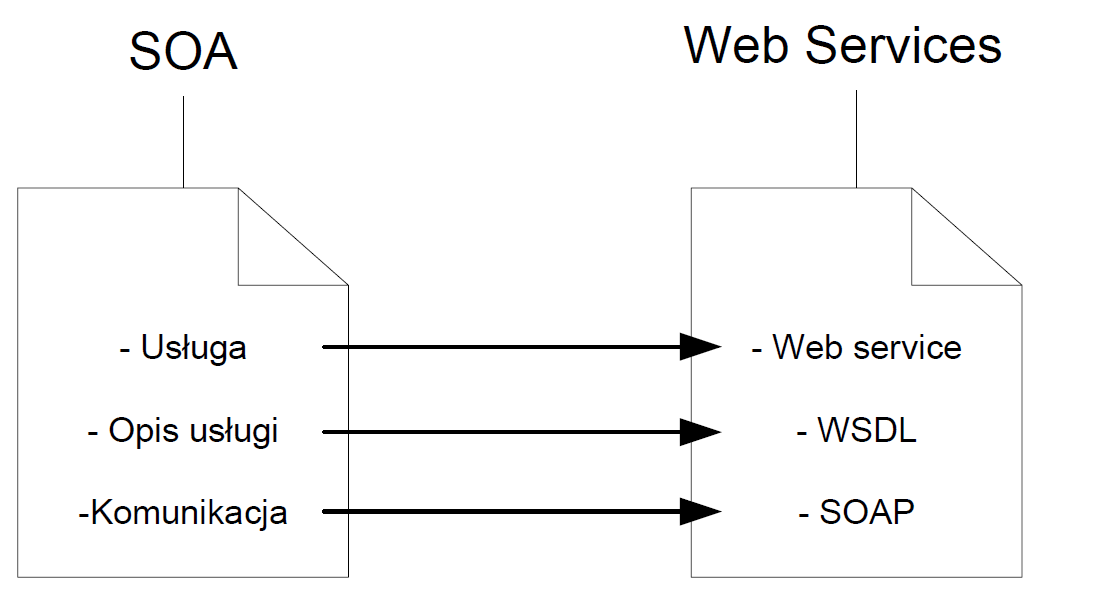 SOA
Web Services
- Usługa
- Web service
- Opis usługi
- WSDL
-Komunikacja
- SOAP